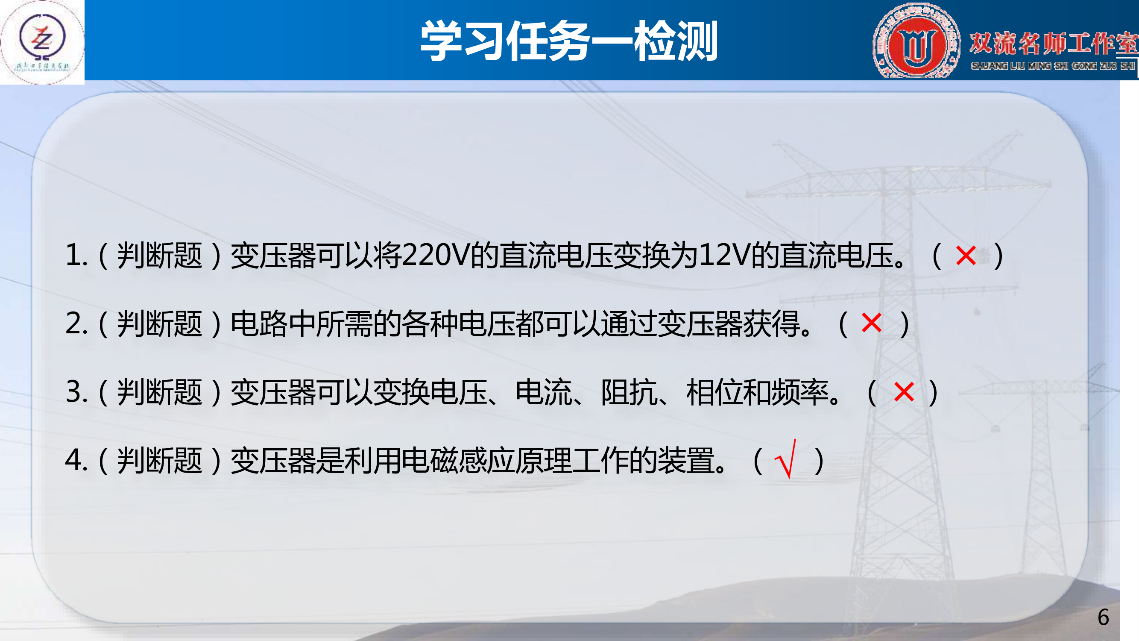 学习任务一检测
双流名师工作室
SHUANG LIU MING SHI GONG ZUO SHI
1.（判断题）变压器可以将220V的直流电压变换为12V的直流电压。（ × ）
2.（判断题）电路中所需的各种电压都可以通过变压器获得。（ × ）
3.（判断题）变压器可以变换电压、电流、阻抗、相位和频率。（ × ）
4.（判断题）变压器是利用电磁感应原理工作的装置。（ √ ）
6